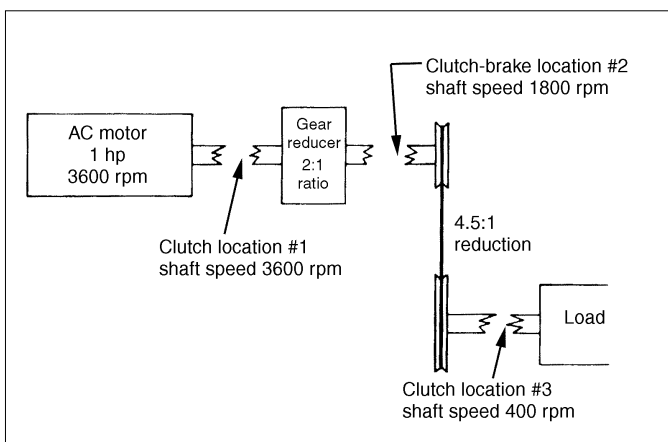 AC motor
1 hp
3600 rpm
Gear
reducer
2:1
ratio
Clutch-brake location #2
shaft speed 1800 rpm
Clutch location #1
shaft speed 3600 rpm
4.5:1
reduction
Load
Clutch location #3
shaft speed 400 rpm